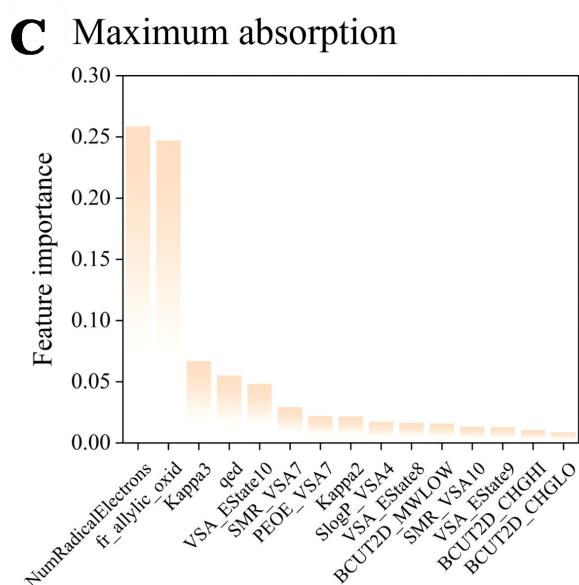 C Maximum absorption
0.30
0.25
0.20
0.15
0.10
0.05
0.00
Feature importance
NumRadicalElectrons
fr_allylic_oxid
Kappa3
qed
VSA_EState10
SMR_VSA7
PEOE_VSA7
Kappa2
SlogP_VSA4
VSA_EState8
BCUT2D_MWLOW
SMR_VSA10
VSA_EState9
BCUT2D_CHGHI
BCUT2D_CHGLO